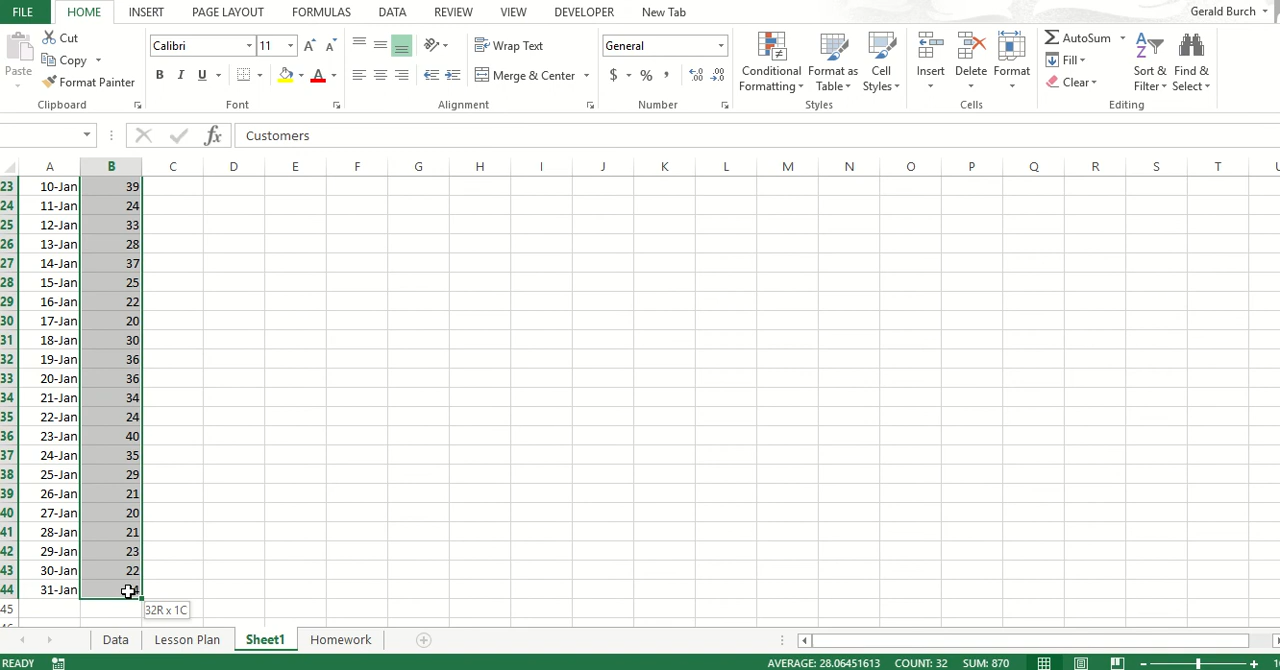 FILE HOME INSERT PAGE LAYOUT FORMULAS DATA REVIEW VIEW DEVELOPER New Tab Gerald Burch
Paste Cut Calibri 11 A A Wrap Text General Conditional Formatting Format as Table Cell Styles Insert Delete Format AutoSum Sort & Filter Find & Select
Copy Fill
Format Painter B I U A Merge & Center $ % , Clear
Clipboard Font Alignment Number Styles Cells Editing
fx Customers
A B C D E F G H I J K L M N O P Q R S T U
23 10-Jan 39
24 11-Jan 24
25 12-Jan 33
26 13-Jan 28
27 14-Jan 37
28 15-Jan 25
29 16-Jan 22
30 17-Jan 20
31 18-Jan 30
32 19-Jan 36
33 20-Jan 36
34 21-Jan 34
35 22-Jan 24
36 23-Jan 40
37 24-Jan 35
38 25-Jan 29
39 26-Jan 21
40 27-Jan 20
41 28-Jan 21
42 29-Jan 23
43 30-Jan 22
44 31-Jan
45 32R x 1C
Data Lesson Plan Sheet1 Homework
READY AVERAGE: 28.06451613 COUNT: 32 SUM: 870